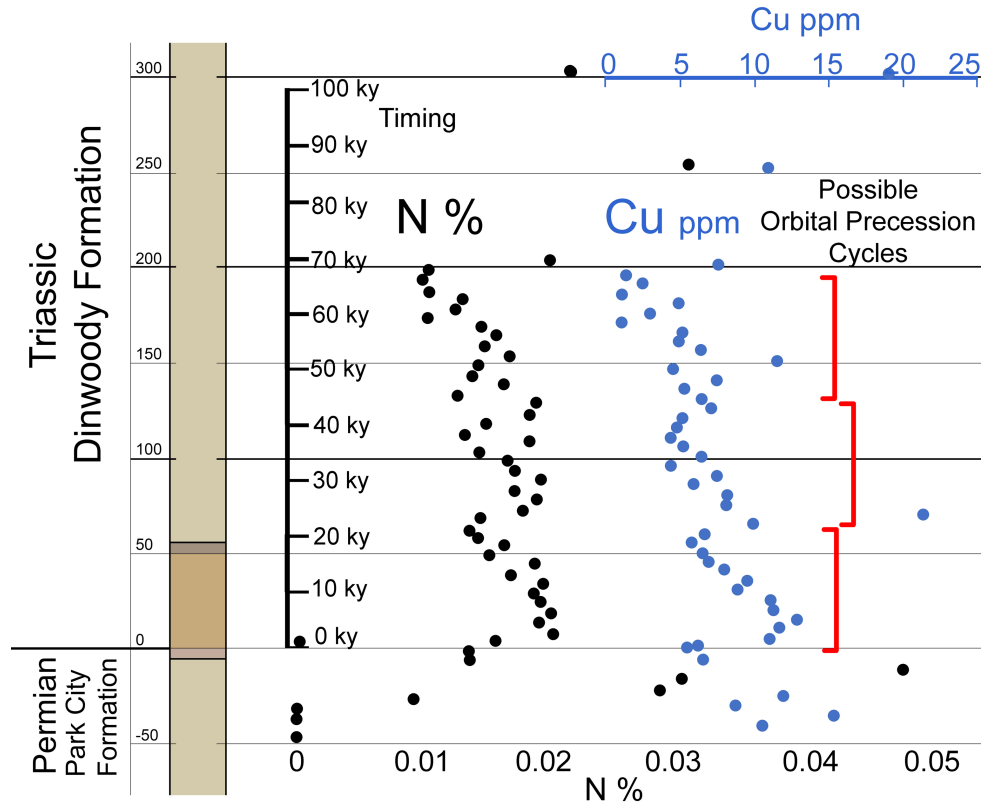 Cu ppm
0 5 10 15 20 25
300
100 ky
Timing
90 ky
250
80 ky
N %
Cu ppm
Possible
Orbital Precession
Cycles
200
70 ky
60 ky
150
50 ky
40 ky
100
30 ky
20 ky
50
10 ky
0
0 ky
-50
Triassic
Dinwoody Formation
Permian
Park City
Formation
0 0.01 0.02 0.03 0.04 0.05
N %